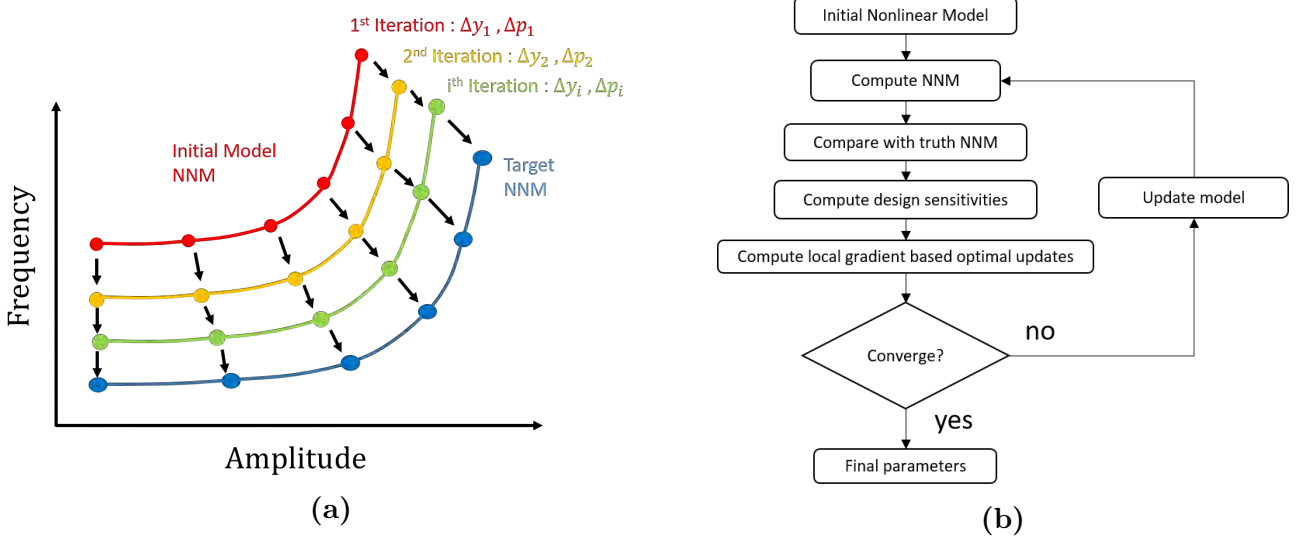 1st Iteration : Δy1 , Δp1
2nd Iteration : Δy2 , Δp2
ith Iteration : Δyi , Δpi
Initial Model
NNM
Target
NNM
Frequency
Amplitude
(a)
Initial Nonlinear Model
Compute NNM
Compare with truth NNM
Compute design sensitivities
Update model
Compute local gradient based optimal updates
Converge?
no
yes
Final parameters
(b)